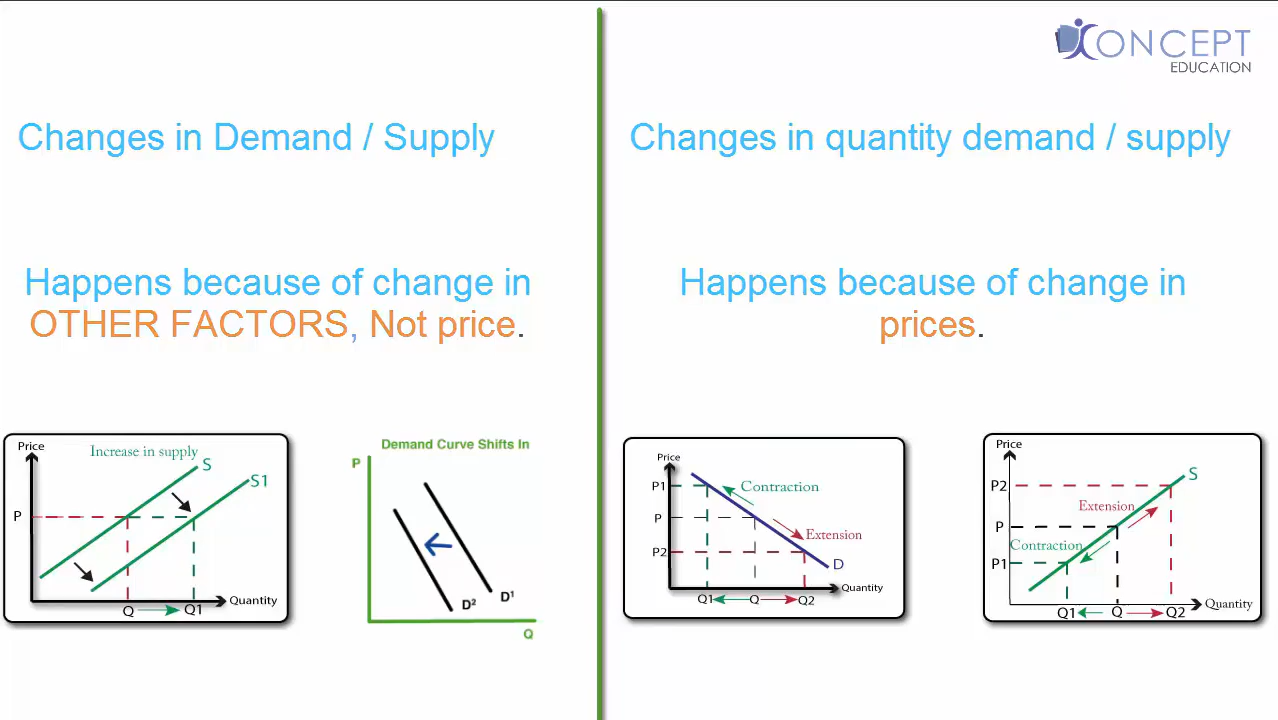 CONCEPT
EDUCATION
Changes in Demand / Supply
Happens because of change in
OTHER FACTORS, Not price.
Price
Increase in supply
S
S1
P
Q
Q1
Quantity
Demand Curve Shifts In
P
D²
D¹
Q
Changes in quantity demand / supply
Happens because of change in
prices.
Price
P1
Contraction
P
Extension
P2
D
Quantity
Q1
Q
Q2
Price
S
P2
Extension
P
Contraction
P1
Quantity
Q1
Q
Q2